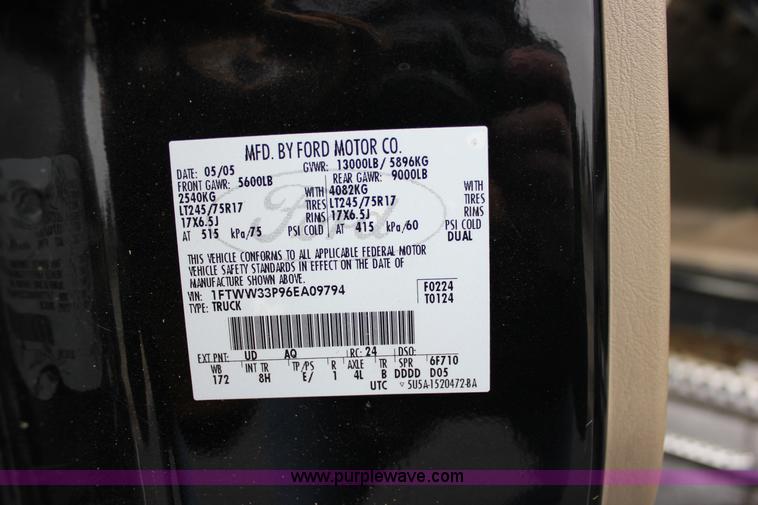 MFD. BY FORD MOTOR CO.
DATE: 05/05 GVWR: 13000LB/ 5896KG
FRONT GAWR: 5600LB REAR GAWR: 9000LB
2540KG WITH 4082KG WITH
LT245/75R17 TIRES LT245/75R17 TIRES
17X6.5J RIMS 17X6.5J RIMS
AT 515 kPa/75 PSI COLD AT 415 kPa/60 PSI COLD
DUAL
Ford
THIS VEHICLE CONFORMS TO ALL APPLICABLE FEDERAL MOTOR
VEHICLE SAFETY STANDARDS IN EFFECT ON THE DATE OF
MANUFACTURE SHOWN ABOVE.
VIN: 1FTWW33P96EA09794 F0224
TYPE: TRUCK T0124
EXT PNT: UD AQ RC: 24 DSO:
WB INT TR TP/PS R AXLE TR SPR 6F710
172 8H E/ 1 4L B DDDD D05
UTC ▽ 5U5A-1520472-BA
www.purplewave.com